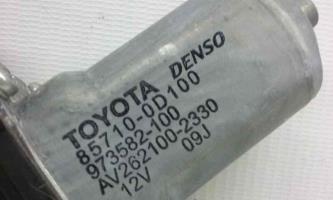 TOYOTA DENSO
85710-0D100
973582-100
AV262100-2330
12V 09J